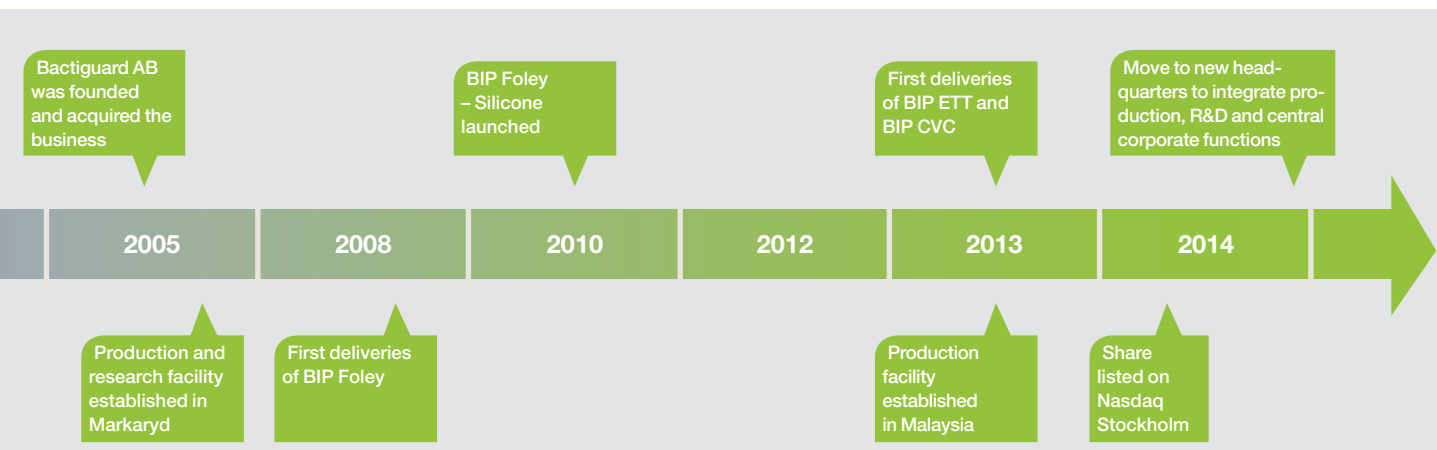 Bactiguard AB
was founded
and acquired the
business
BIP Foley
– Silicone
launched
First deliveries
of BIP ETT and
BIP CVC
Move to new head-
quarters to integrate pro-
duction, R&D and central
corporate functions
2005
2008
2010
2012
2013
2014
Production and
research facility
established in
Markaryd
First deliveries
of BIP Foley
Production
facility
established
in Malaysia
Share
listed on
Nasdaq
Stockholm